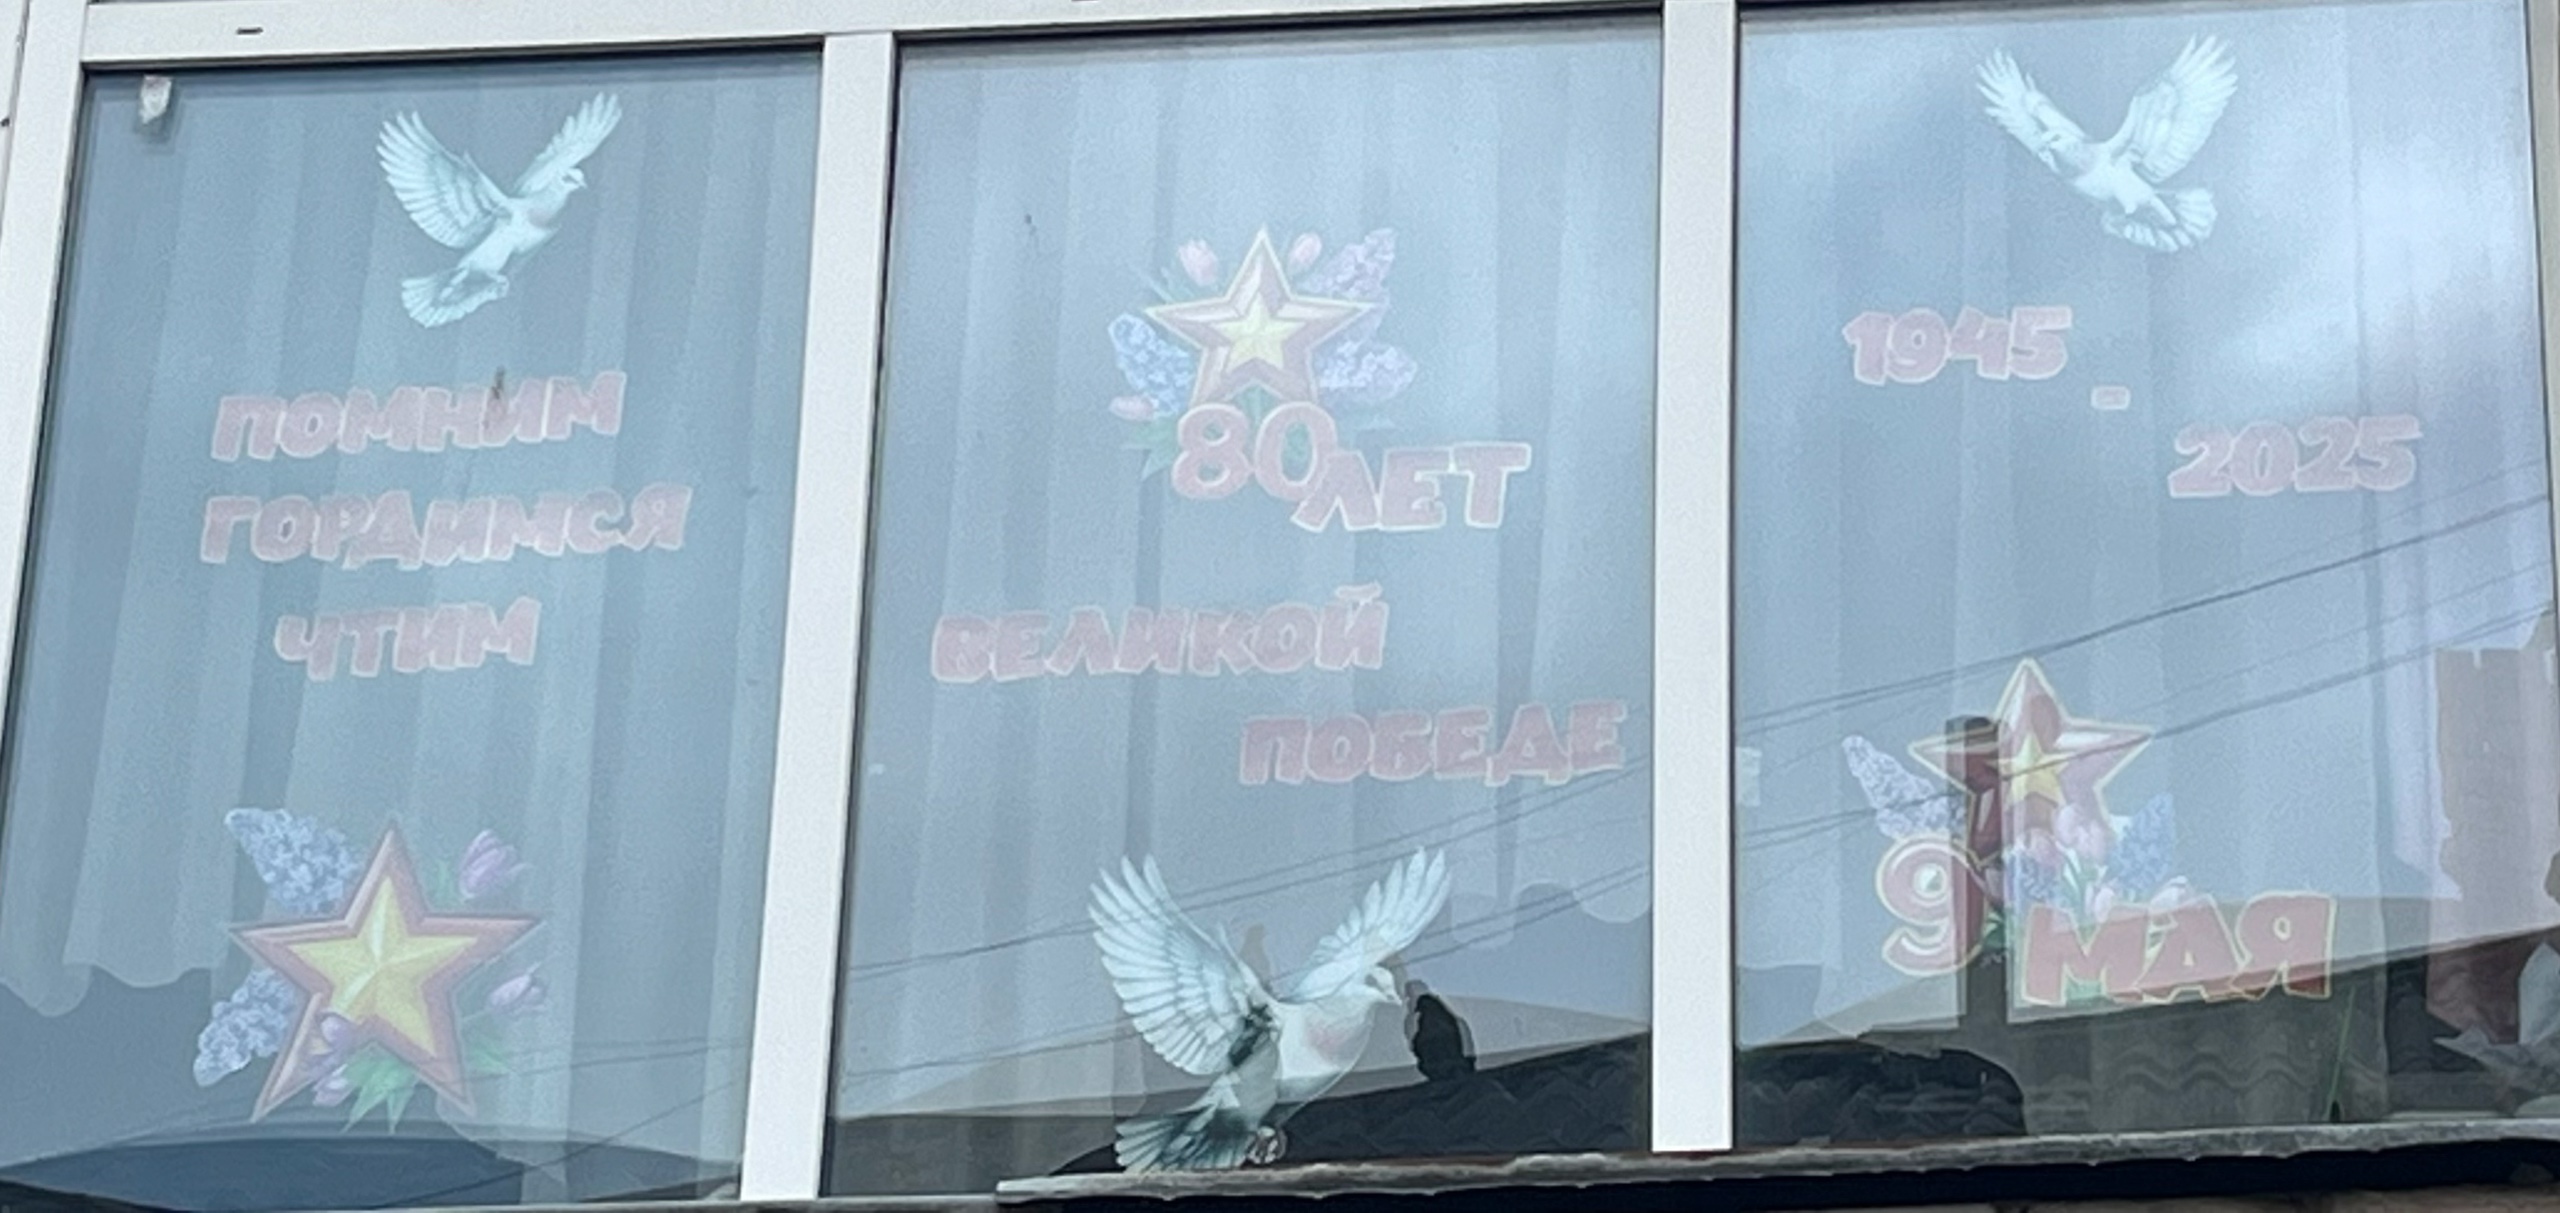 ПОМНИМ
ГОРДИМСЯ
ЧТИМ
80 ЛЕТ
ВЕЛИКОЙ
ПОБЕДЕ
1945
-
2025
9 МАЯ